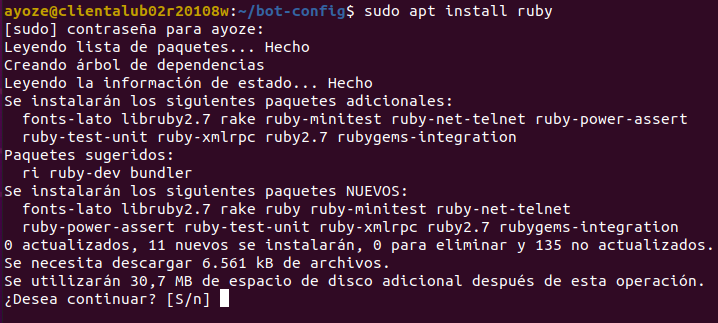 ayoze@clientalub02r20108w:~/bot-config$ sudo apt install ruby
[sudo] contraseña para ayoze:
Leyendo lista de paquetes... Hecho
Creando árbol de dependencias
Leyendo la información de estado... Hecho
Se instalarán los siguientes paquetes adicionales:
  fonts-lato libruby2.7 rake ruby-minitest ruby-net-telnet ruby-power-assert
  ruby-test-unit ruby-xmlrpc ruby2.7 rubygems-integration
Paquetes sugeridos:
  ri ruby-dev bundler
Se instalarán los siguientes paquetes NUEVOS:
  fonts-lato libruby2.7 rake ruby ruby-minitest ruby-net-telnet
  ruby-power-assert ruby-test-unit ruby-xmlrpc ruby2.7 rubygems-integration
0 actualizados, 11 nuevos se instalarán, 0 para eliminar y 135 no actualizados.
Se necesita descargar 6.561 kB de archivos.
Se utilizarán 30,7 MB de espacio de disco adicional después de esta operación.
¿Desea continuar? [S/n]